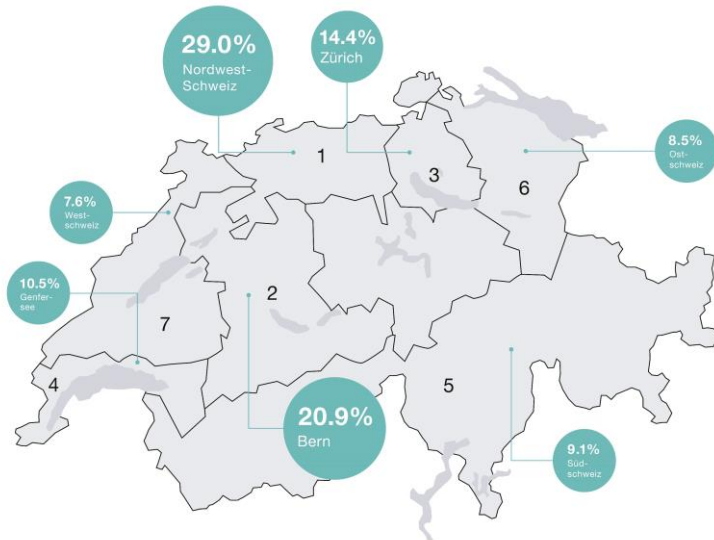 29.0%
Nordwest-
Schweiz
14.4%
Zürich
8.5%
Ost-
schweiz
7.6%
West-
schweiz
10.5%
Genfer-
see
20.9%
Bern
9.1%
Süd-
schweiz
1
3
6
2
7
4
5